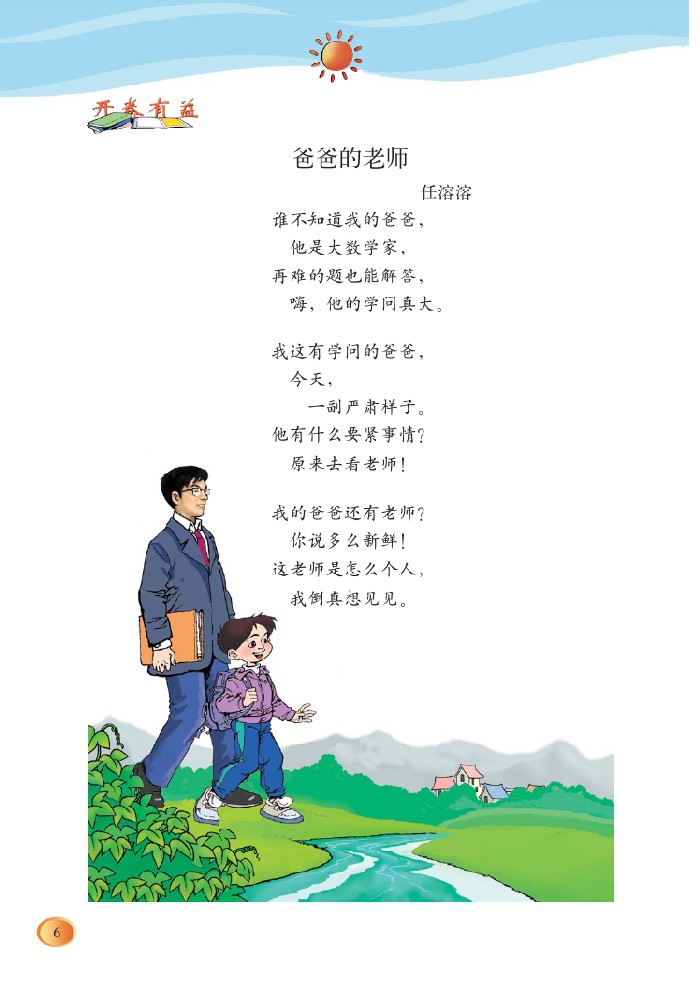 开卷有益
爸爸的老师
任溶溶
谁不知道我的爸爸，
他是大数学家，
再难的题也能解答，
嗨，他的学问真大。
我这有学问的爸爸，
今天，
一副严肃样子。
他有什么要紧事情？
原来去看老师！
我的爸爸还有老师？
你说多么新鲜！
这老师是怎么个人，
我倒真想见见。
6